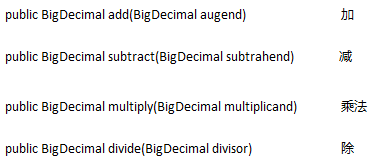 public BigDecimal add(BigDecimal augend) 加
public BigDecimal subtract(BigDecimal subtrahend) 减
public BigDecimal multiply(BigDecimal multiplicand) 乘法
public BigDecimal divide(BigDecimal divisor) 除